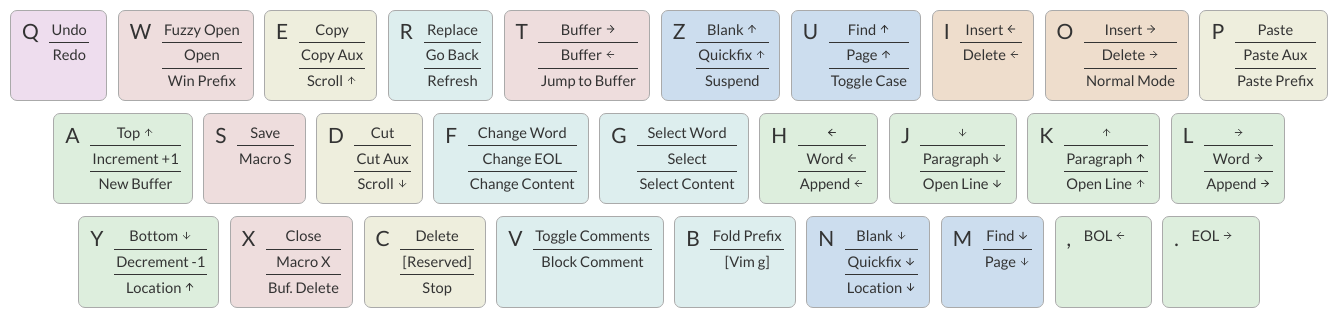 Q Undo
Redo
W Fuzzy Open
Open
Win Prefix
E Copy
Copy Aux
Scroll ↑
R Replace
Go Back
Refresh
T Buffer →
Buffer ←
Jump to Buffer
Z Blank ↑
Quickfix ↑
Suspend
U Find ↑
Page ↑
Toggle Case
I Insert ←
Delete ←
O Insert →
Delete →
Normal Mode
P Paste
Paste Aux
Paste Prefix
A Top ↑
Increment +1
New Buffer
S Save
Macro S
D Cut
Cut Aux
Scroll ↓
F Change Word
Change EOL
Change Content
G Select Word
Select
Select Content
H ←
Word ←
Append ←
J ↓
Paragraph ↓
Open Line ↓
K ↑
Paragraph ↑
Open Line ↑
L →
Word →
Append →
Y Bottom ↓
Decrement -1
Location ↑
X Close
Macro X
Buf. Delete
C Delete
[Reserved]
Stop
V Toggle Comments
Block Comment
B Fold Prefix
[Vim g]
N Blank ↓
Quickfix ↓
Location ↓
M Find ↓
Page ↓
, BOL ←
. EOL →